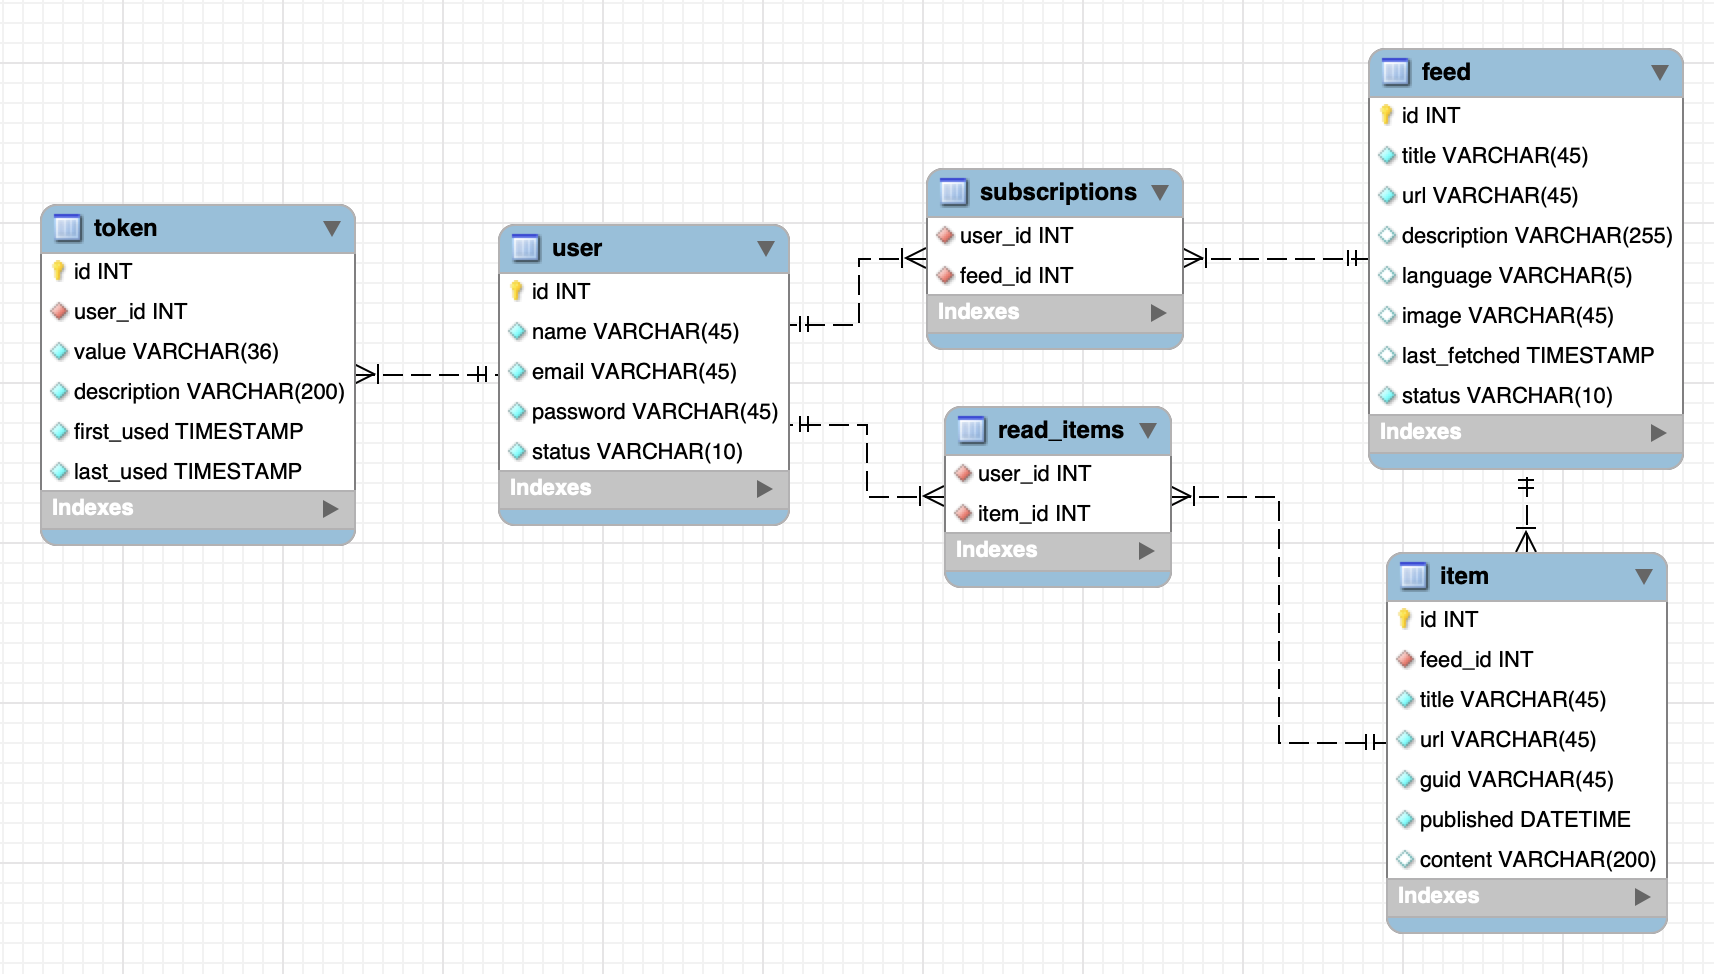 token
id INT
user_id INT
value VARCHAR(36)
description VARCHAR(200)
first_used TIMESTAMP
last_used TIMESTAMP
Indexes
user
id INT
name VARCHAR(45)
email VARCHAR(45)
password VARCHAR(45)
status VARCHAR(10)
Indexes
subscriptions
user_id INT
feed_id INT
Indexes
read_items
user_id INT
item_id INT
Indexes
feed
id INT
title VARCHAR(45)
url VARCHAR(45)
description VARCHAR(255)
language VARCHAR(5)
image VARCHAR(45)
last_fetched TIMESTAMP
status VARCHAR(10)
Indexes
item
id INT
feed_id INT
title VARCHAR(45)
url VARCHAR(45)
guid VARCHAR(45)
published DATETIME
content VARCHAR(200)
Indexes